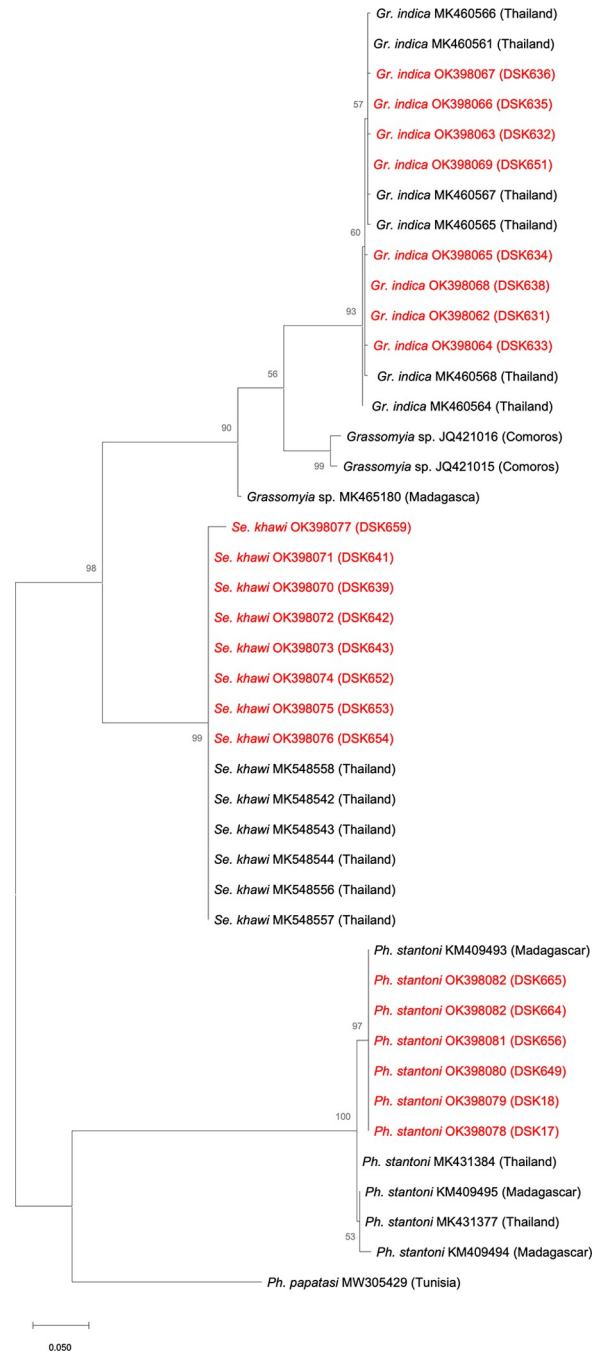 Gr. indica MK460566 (Thailand)
Gr. indica MK460561 (Thailand)
Gr. indica OK398067 (DSK636)
57
Gr. indica OK398066 (DSK635)
Gr. indica OK398063 (DSK632)
Gr. indica OK398069 (DSK651)
Gr. indica MK460567 (Thailand)
Gr. indica MK460565 (Thailand)
60
Gr. indica OK398065 (DSK634)
Gr. indica OK398068 (DSK638)
93
Gr. indica OK398062 (DSK631)
Gr. indica OK398064 (DSK633)
56
Gr. indica MK460568 (Thailand)
Gr. indica MK460564 (Thailand)
90
Grassomyia sp. JQ421016 (Comoros)
99
Grassomyia sp. JQ421015 (Comoros)
Grassomyia sp. MK465180 (Madagasca)
Se. khawi OK398077 (DSK659)
Se. khawi OK398071 (DSK641)
98
Se. khawi OK398070 (DSK639)
Se. khawi OK398072 (DSK642)
Se. khawi OK398073 (DSK643)
Se. khawi OK398074 (DSK652)
Se. khawi OK398075 (DSK653)
99
Se. khawi OK398076 (DSK654)
Se. khawi MK548558 (Thailand)
Se. khawi MK548542 (Thailand)
Se. khawi MK548543 (Thailand)
Se. khawi MK548544 (Thailand)
Se. khawi MK548556 (Thailand)
Se. khawi MK548557 (Thailand)
Ph. stantoni KM409493 (Madagascar)
Ph. stantoni OK398082 (DSK665)
Ph. stantoni OK398082 (DSK664)
97
Ph. stantoni OK398081 (DSK656)
Ph. stantoni OK398080 (DSK649)
Ph. stantoni OK398079 (DSK18)
100
Ph. stantoni OK398078 (DSK17)
Ph. stantoni MK431384 (Thailand)
Ph. stantoni KM409495 (Madagascar)
Ph. stantoni MK431377 (Thailand)
53
Ph. stantoni KM409494 (Madagascar)
Ph. papatasi MW305429 (Tunisia)
0.050